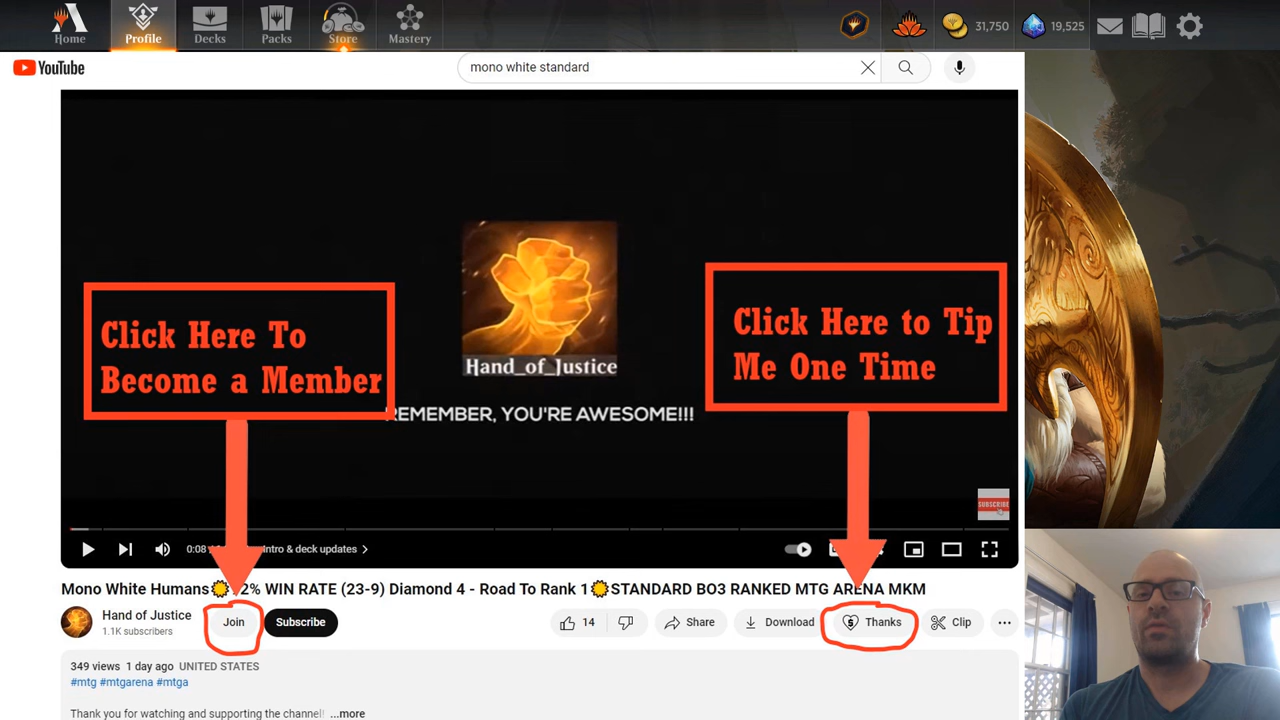 Home
Profile
Decks
Packs
Store
Mastery
31,750
19,525
YouTube
mono white standard
Hand_of_Justice
Click Here To
Become a Member
Click Here to Tip
Me One Time
REMEMBER, YOU'RE AWESOME!!!
SUBSCRIBE
0:08
Intro & deck updates
Mono White Humans 2% WIN RATE (23-9) Diamond 4 - Road To Rank 1 STANDARD BO3 RANKED MTG ARENA MKM
Hand of Justice
1.1K subscribers
Join
Subscribe
14
Share
Download
Thanks
Clip
...
349 views 1 day ago UNITED STATES
#mtg #mtgarena #mtga
Thank you for watching and supporting the channel! ...more